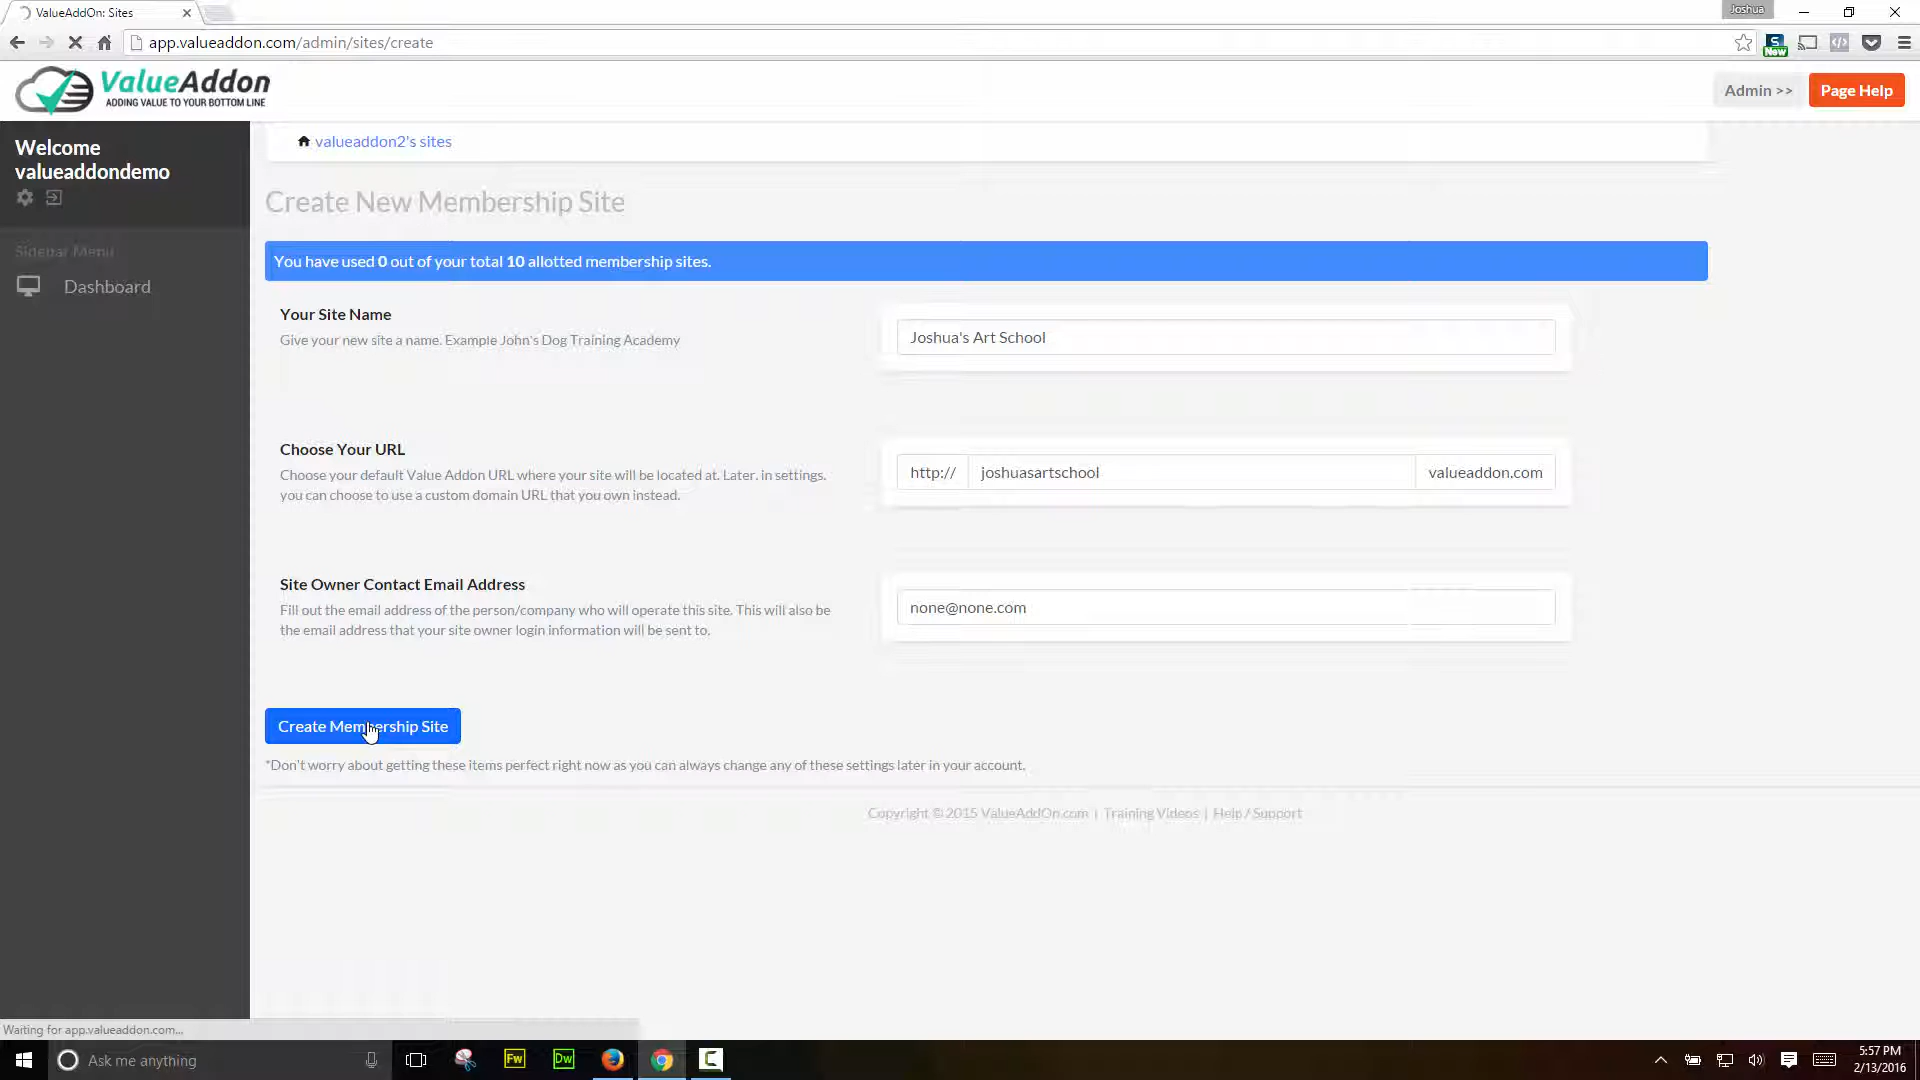 ValueAddOn: Sites
Joshua
app.valueaddon.com/admin/sites/create
S
New
ValueAddon
ADDING VALUE TO YOUR BOTTOM LINE
Admin >>
Page Help
Welcome
valueaddondemo
valueaddon2's sites
Create New Membership Site
You have used 0 out of your total 10 allotted membership sites.
Sidebar Menu
Dashboard
Your Site Name
Give your new site a name. Example John's Dog Training Academy
Joshua's Art School
Choose Your URL
Choose your default Value Addon URL where your site will be located at. Later, in settings,
you can choose to use a custom domain URL that you own instead.
http://
joshuasartschool
valueaddon.com
Site Owner Contact Email Address
Fill out the email address of the person/company who will operate this site. This will also be
the email address that your site owner login information will be sent to.
none@none.com
Create Membership Site
*Don't worry about getting these items perfect right now as you can always change any of these settings later in your account.
Copyright © 2015 ValueAddOn.com | Training Videos | Help / Support
Waiting for app.valueaddon.com...
Ask me anything
Fw
Dw
C
5:57 PM
2/13/2016